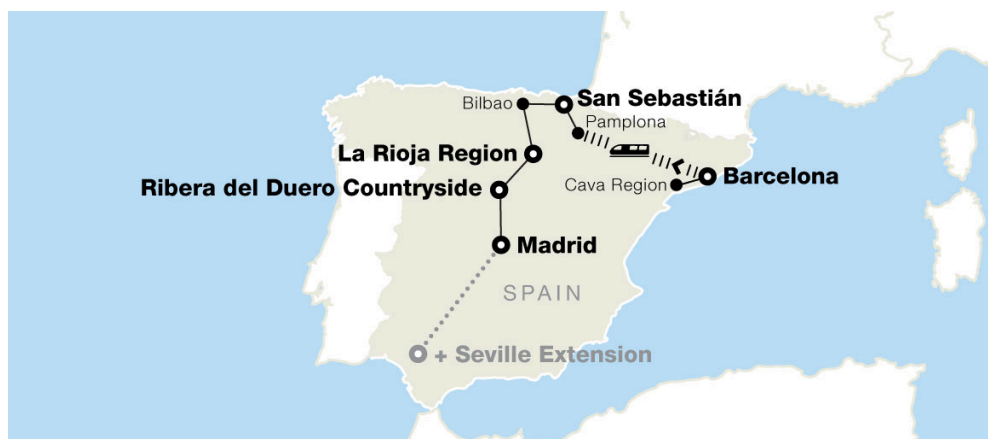 Bilbao
San Sebastián
Pamplona
La Rioja Region
Ribera del Duero Countryside
Cava Region
Barcelona
Madrid
SPAIN
+ Seville Extension